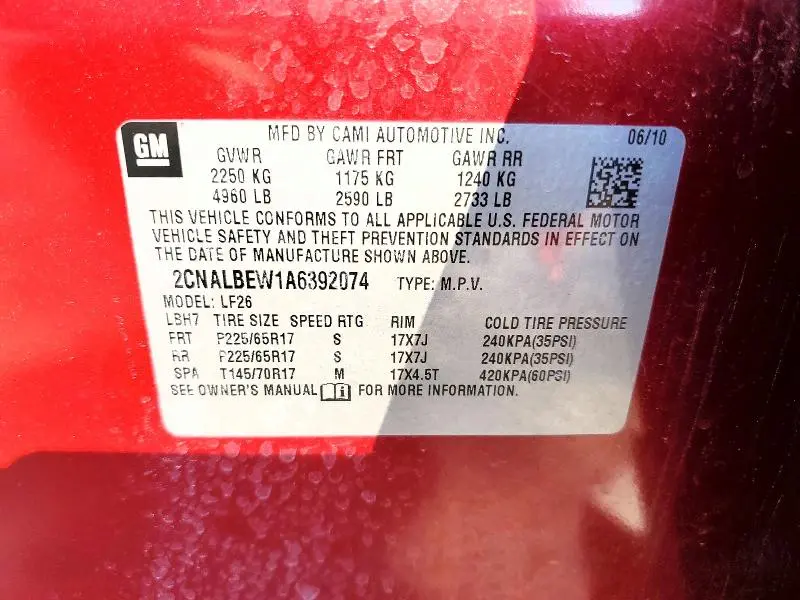 GM MFD BY CAMI AUTOMOTIVE INC. 06/10
GVWR GAWR FRT GAWR RR
2250 KG 1175 KG 1240 KG
4960 LB 2590 LB 2733 LB
THIS VEHICLE CONFORMS TO ALL APPLICABLE U.S. FEDERAL MOTOR
VEHICLE SAFETY AND THEFT PREVENTION STANDARDS IN EFFECT ON
THE DATE OF MANUFACTURE SHOWN ABOVE.
2CNALBEW1A6392074 TYPE: M.P.V.
MODEL: LF26
LBH7 TIRE SIZE SPEED RTG RIM COLD TIRE PRESSURE
FRT P225/65R17 S 17X7J 240KPA(35PSI)
RR P225/65R17 S 17X7J 240KPA(35PSI)
SPA T145/70R17 M 17X4.5T 420KPA(60PSI)
SEE OWNER'S MANUAL i FOR MORE INFORMATION.